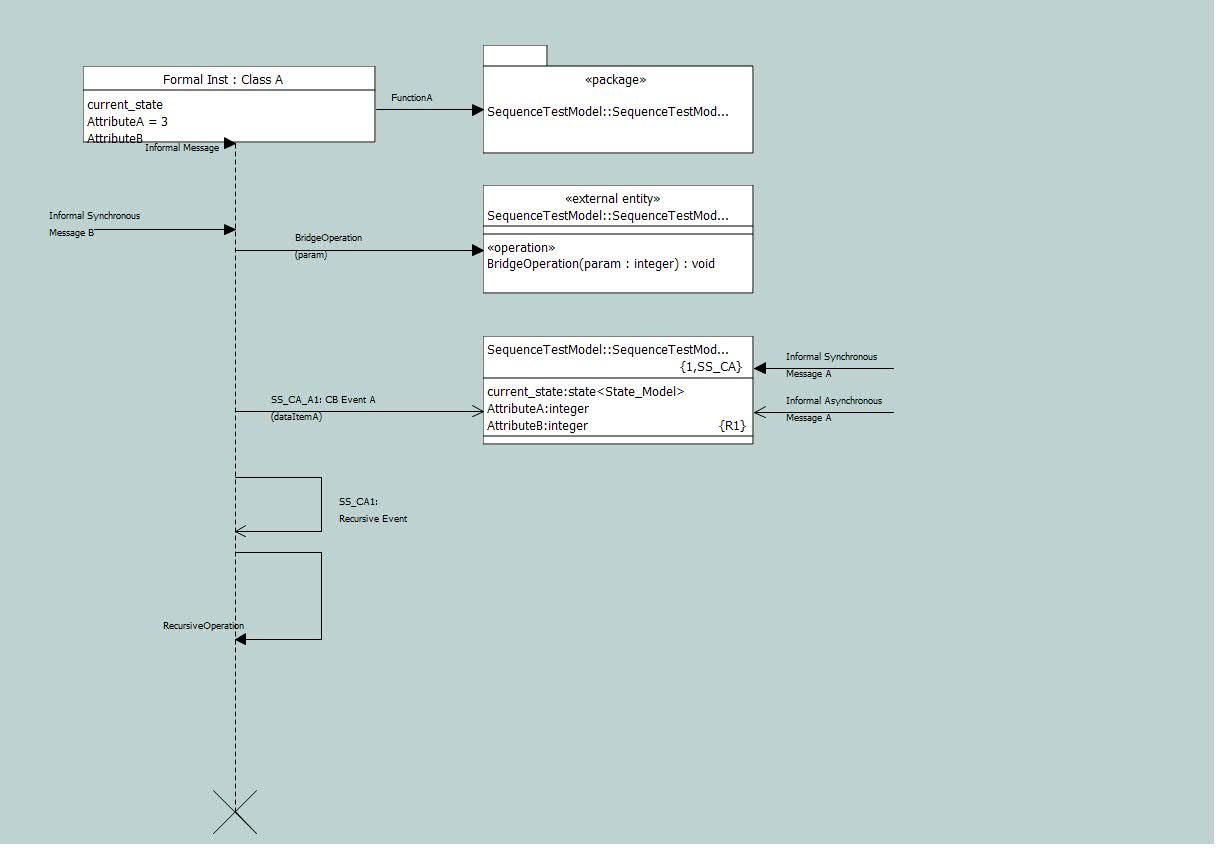 Formal Inst : Class A
current_state
AttributeA = 3
AttributeB
Informal Message
FunctionA
«package»
SequenceTestModel::SequenceTestMod...
Informal Synchronous
Message B
BridgeOperation
(param)
«external entity»
SequenceTestModel::SequenceTestMod...
«operation»
BridgeOperation(param : integer) : void
SequenceTestModel::SequenceTestMod...
{1,SS_CA}
current_state:state<State_Model>
AttributeA:integer
AttributeB:integer {R1}
Informal Synchronous
Message A
Informal Asynchronous
Message A
SS_CA_A1: CB Event A
(dataItemA)
SS_CA1:
Recursive Event
RecursiveOperation